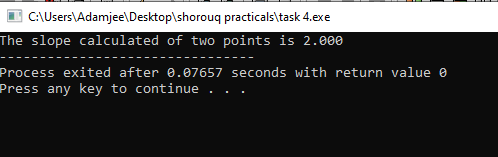 C:\Users\Adamjee\Desktop\shorouq practicals\task 4.exe
The slope calculated of two points is 2.000
--------------------------------
Process exited after 0.07657 seconds with return value 0
Press any key to continue . . .